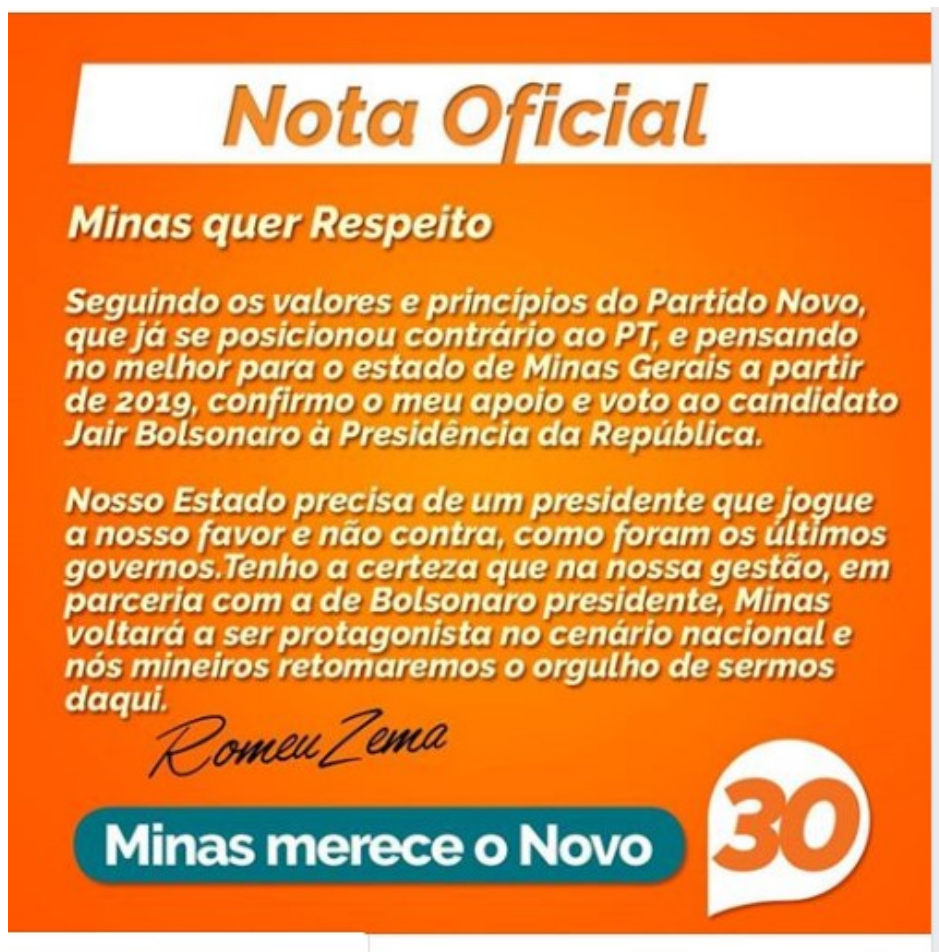 Nota Oficial
Minas quer Respeito
Seguindo os valores e princípios do Partido Novo,
que já se posicionou contrário ao PT, e pensando
no melhor para o estado de Minas Gerais a partir
de 2019, confirmo o meu apoio e voto ao candidato
Jair Bolsonaro à Presidência da República.
Nosso Estado precisa de um presidente que jogue
a nosso favor e não contra, como foram os últimos
governos.Tenho a certeza que na nossa gestão, em
parceria com a de Bolsonaro presidente, Minas
voltará a ser protagonista no cenário nacional e
nós mineiros retomaremos o orgulho de sermos
daqui.
Romeu Zema
Minas merece o Novo
30